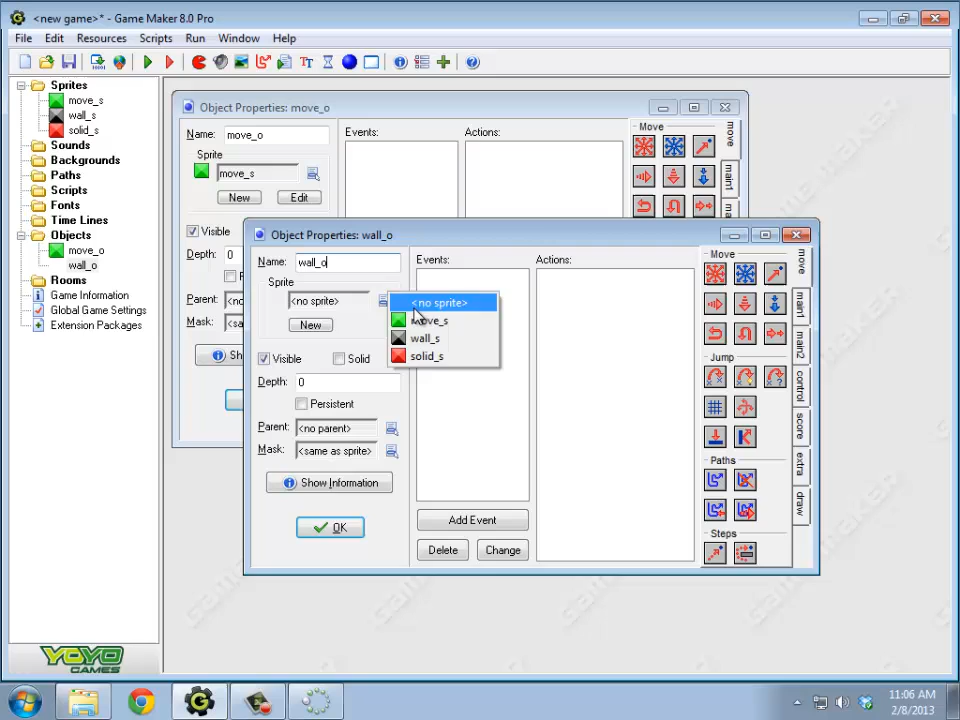 <new game>* - Game Maker 8.0 Pro
File Edit Resources Scripts Run Window Help
Sprites
move_s
wall_s
solid_s
Sounds
Backgrounds
Paths
Scripts
Fonts
Time Lines
Objects
move_o
wall_o
Rooms
Game Information
Global Game Settings
Extension Packages
YOYO
GAMES
Object Properties: move_o
Name: move_o
Sprite
move_s
New Edit
Visible
Depth: 0
Parent:
Mask:
Events:
Actions:
Move
move
main1
Object Properties: wall_o
Name: wall_o
Sprite
<no sprite>
New
Visible Solid
Depth: 0
Persistent
Parent: <no parent>
Mask: <same as sprite>
Show Information
OK
<no sprite>
move_s
wall_s
solid_s
Events:
Add Event
Delete Change
Actions:
Move
Jump
Paths
Steps
move
main1
main2
control
score
extra
draw
11:06 AM
2/8/2013